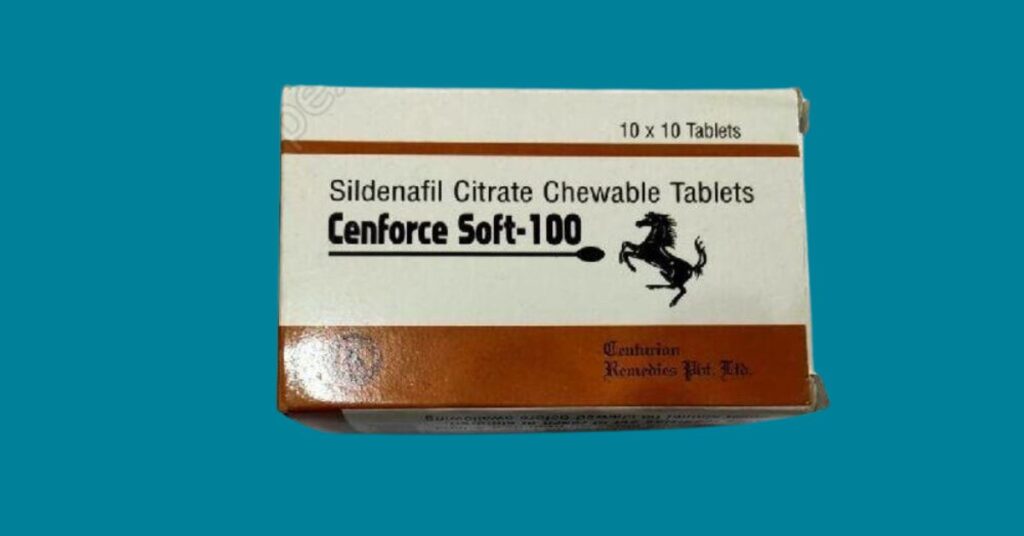 10 x 10 Tablets
Sildenafil Citrate Chewable Tablets
Cenforce Soft-100
Centurion
Remedies Pvt. Ltd.